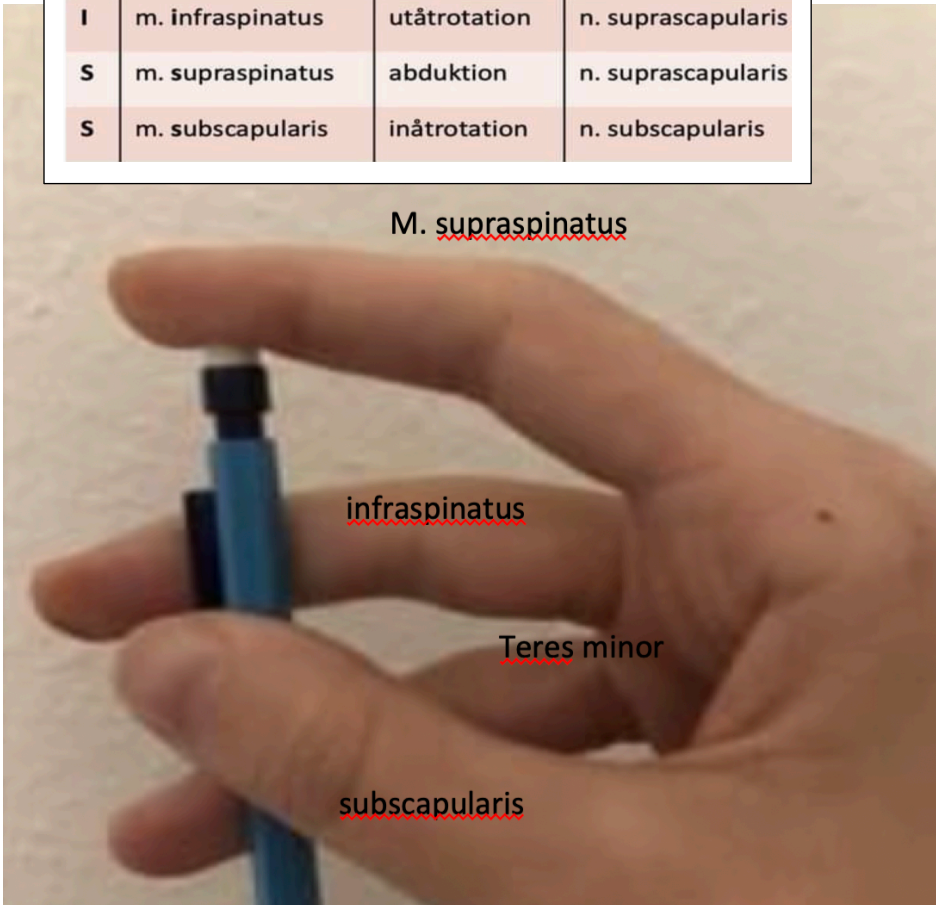 I m. infraspinatus utåtrotation n. suprascapularis
S m. supraspinatus abduktion n. suprascapularis
S m. subscapularis inåtrotation n. subscapularis
M. supraspinatus
infraspinatus
Teres minor
subscapularis